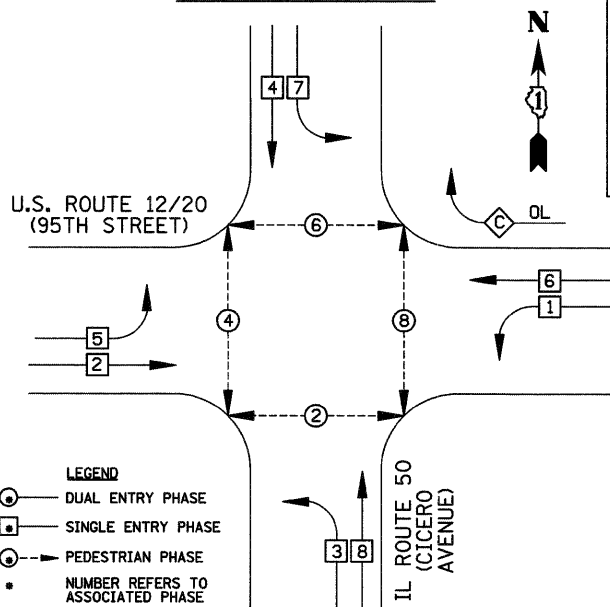 N
1
4 7
U.S. ROUTE 12/20
(95TH STREET)
C OL
6
6
1
4
8
5
2
2
LEGEND
DUAL ENTRY PHASE
SINGLE ENTRY PHASE
PEDESTRIAN PHASE
* NUMBER REFERS TO
ASSOCIATED PHASE
3 8
IL ROUTE 50
(CICERO
AVENUE)